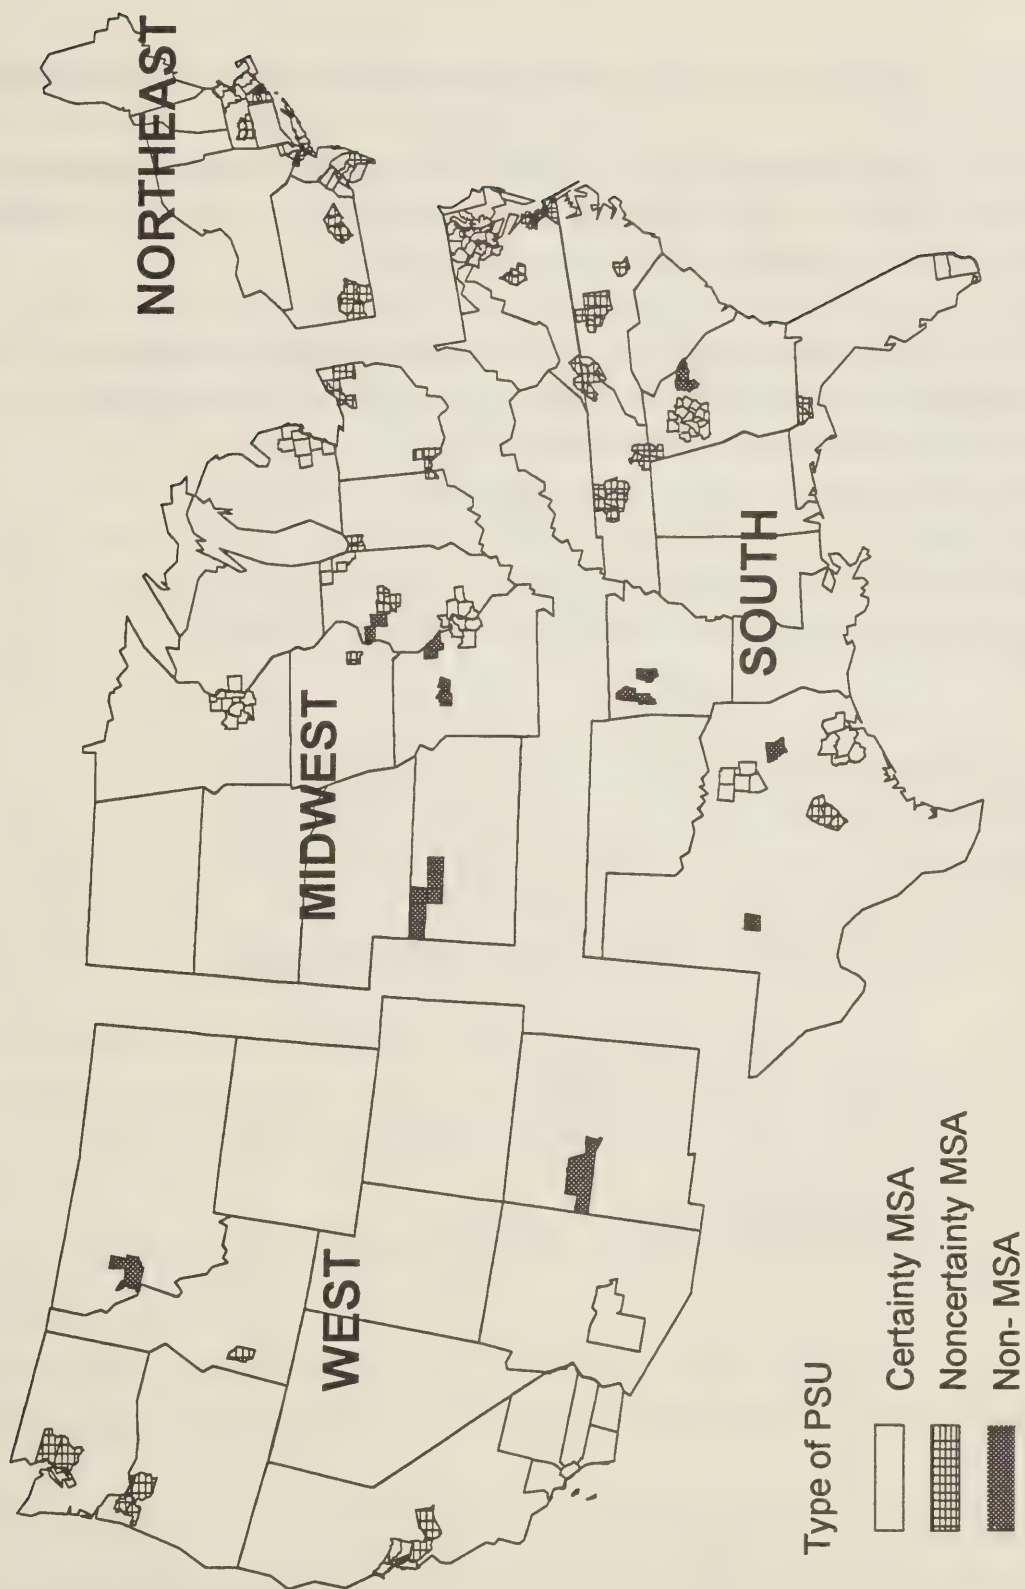 NORTHEAST
MIDWEST
SOUTH
WEST
Type of PSU
Certainty MSA
Noncertainty MSA
Non- MSA